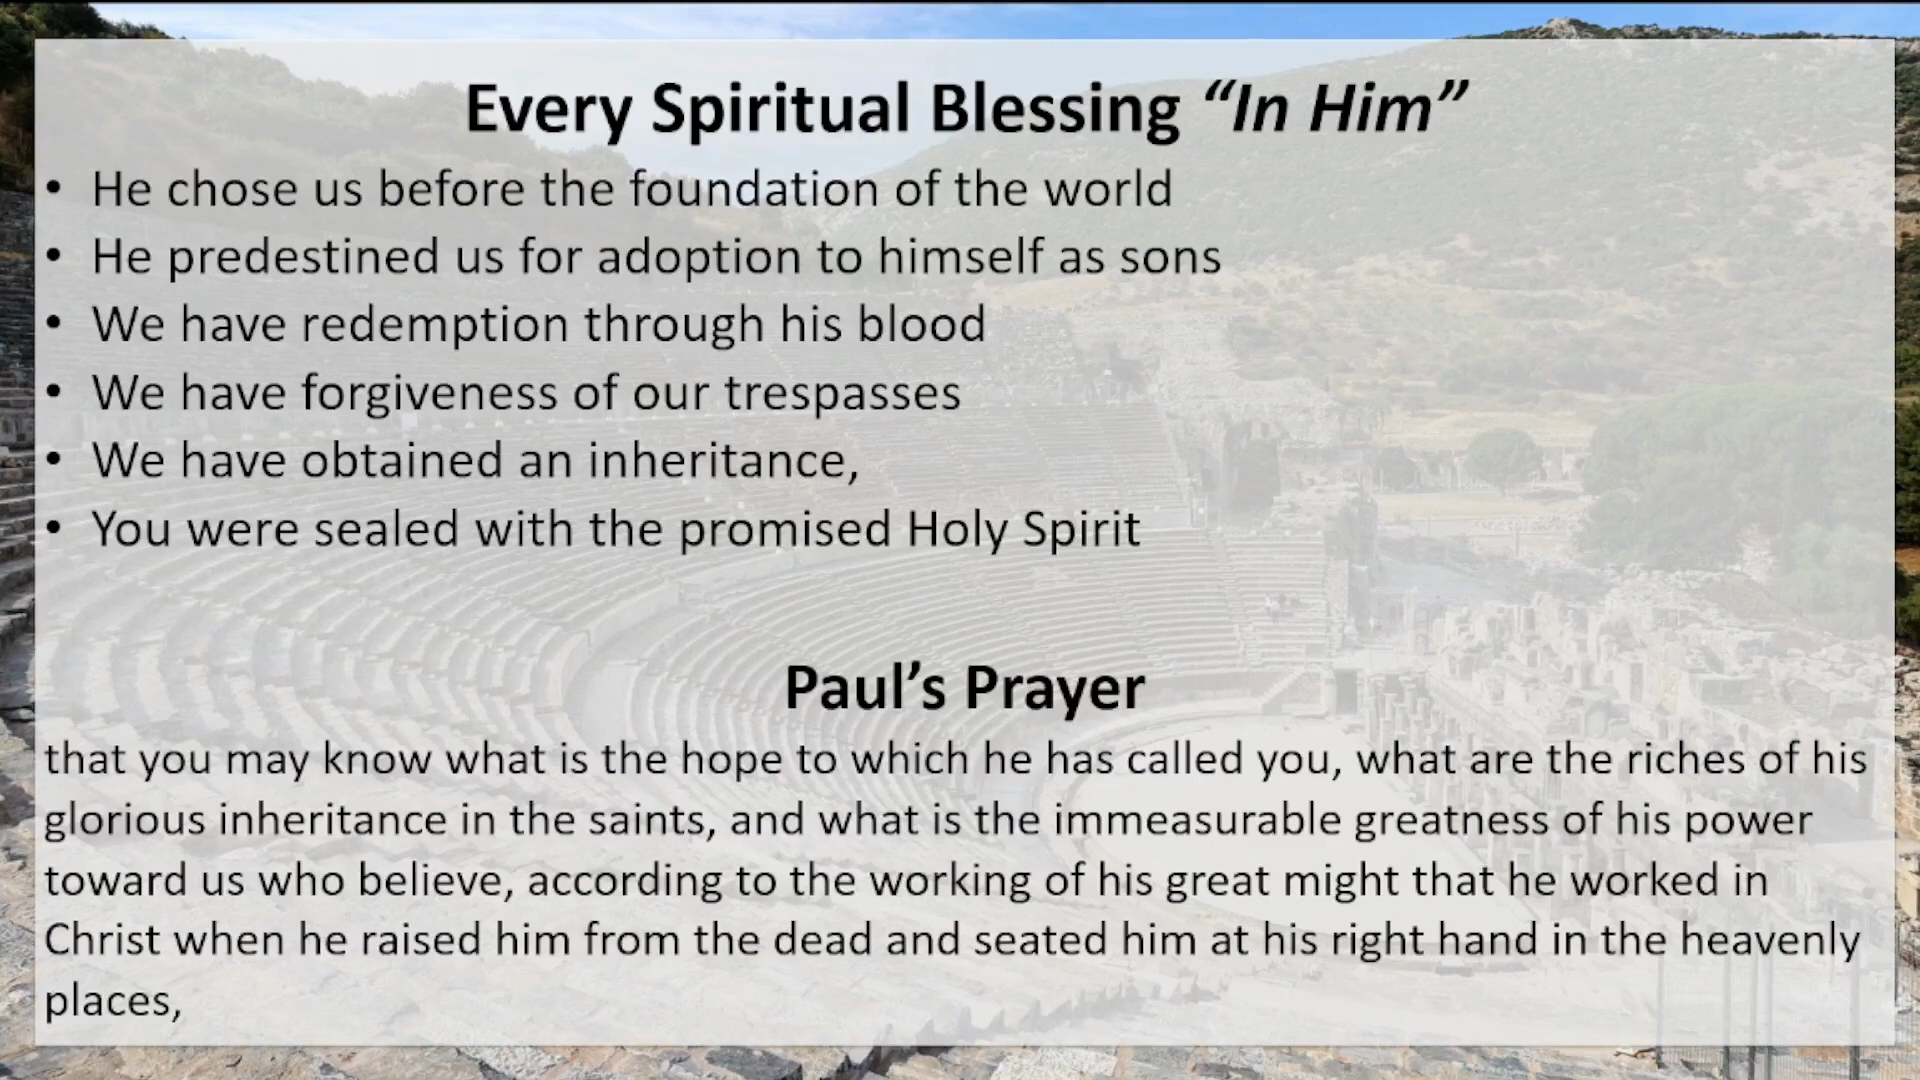 Every Spiritual Blessing “In Him”
• He chose us before the foundation of the world
• He predestined us for adoption to himself as sons
• We have redemption through his blood
• We have forgiveness of our trespasses
• We have obtained an inheritance,
• You were sealed with the promised Holy Spirit
Paul’s Prayer
that you may know what is the hope to which he has called you, what are the riches of his
glorious inheritance in the saints, and what is the immeasurable greatness of his power
toward us who believe, according to the working of his great might that he worked in
Christ when he raised him from the dead and seated him at his right hand in the heavenly
places,